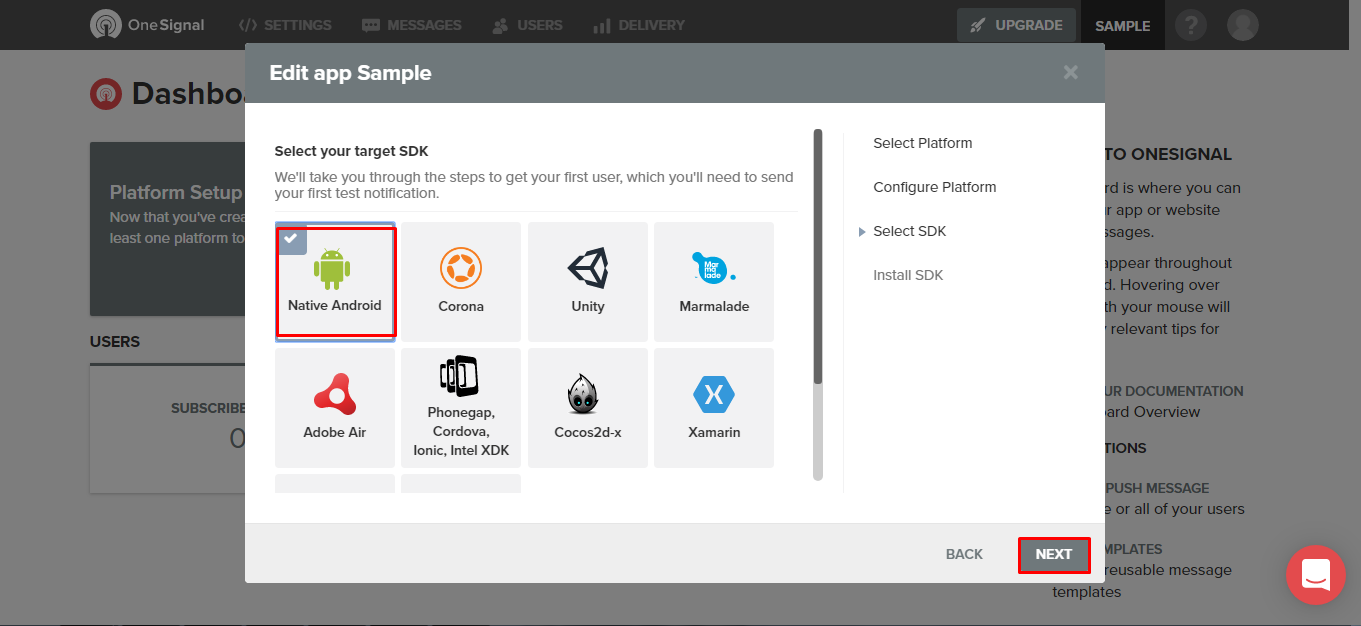 OneSignal
SETTINGS
MESSAGES
USERS
DELIVERY
UPGRADE
SAMPLE
?
Edit app Sample
Dashbo
Platform Setup
Now that you've crea
least one platform to
USERS
SUBSCRIBE
0
Select your target SDK
We'll take you through the steps to get your first user, which you'll need to send
your first test notification.
Native Android
Corona
Unity
Marmalade
Adobe Air
Phonegap,
Cordova,
Ionic, Intel XDK
Cocos2d-x
Xamarin
Select Platform
Configure Platform
Select SDK
Install SDK
BACK
NEXT
TO ONESIGNAL
rd is where you can
r app or website
ssages.
appear throughout
d. Hovering over
th your mouse will
relevant tips for
UR DOCUMENTATION
ard Overview
TIONS
PUSH MESSAGE
e or all of your users
MPLATES
reusable message
templates